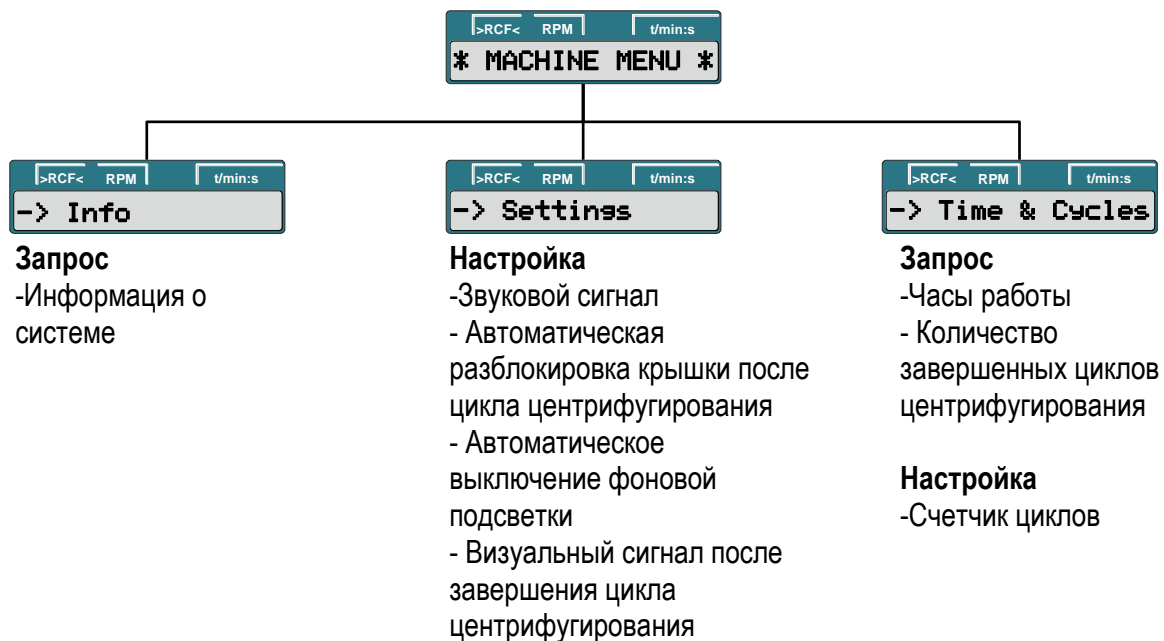 >RCF< RPM t/min:s
* MACHINE MENU *
>RCF< RPM t/min:s
-> Info
Запрос
-Информация о
системе
>RCF< RPM t/min:s
-> Settings
Настройка
-Звуковой сигнал
- Автоматическая
разблокировка крышки после
цикла центрифугирования
- Автоматическое
выключение фоновой
подсветки
- Визуальный сигнал после
завершения цикла
центрифугирования
>RCF< RPM t/min:s
-> Time & Cycles
Запрос
-Часы работы
- Количество
завершенных циклов
центрифугирования
Настройка
-Счетчик циклов